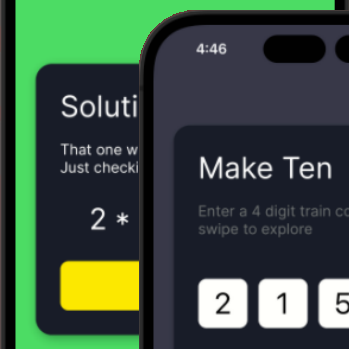 Soluti
That one w
Just checki
2 *
4:46
Make Ten
Enter a 4 digit train co
swipe to explore
2 1 5